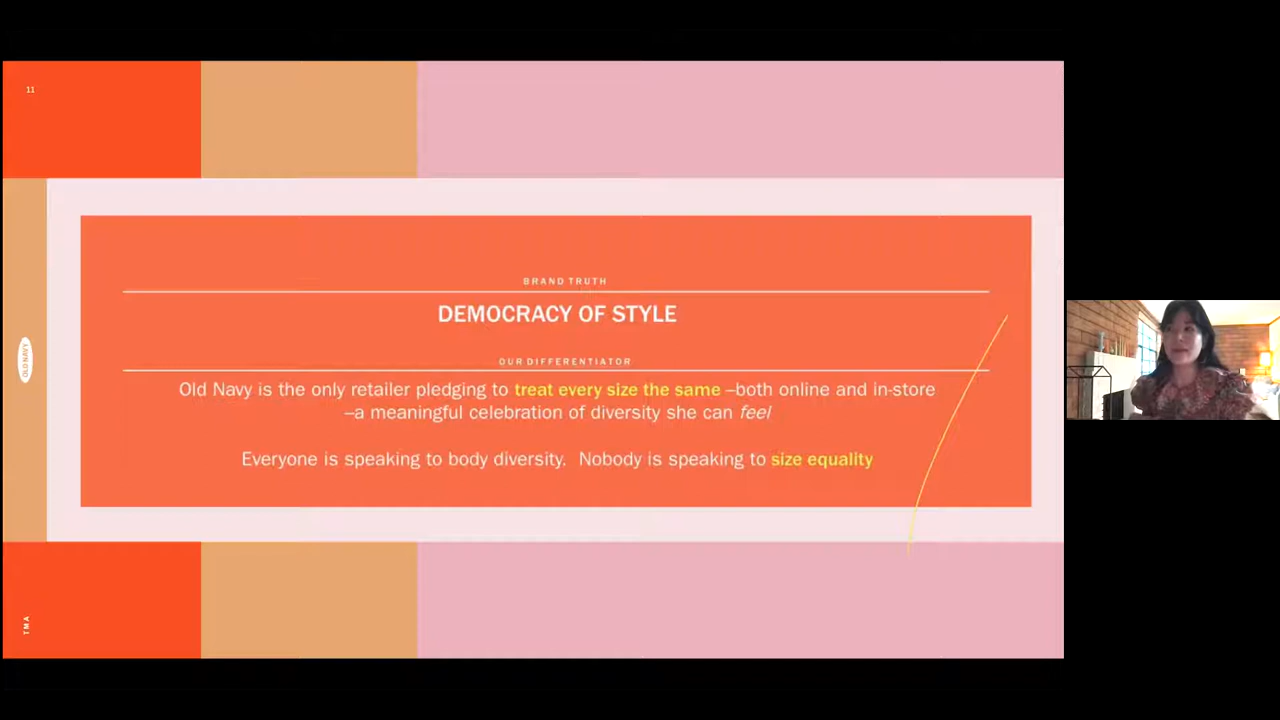 11
BRAND TRUTH
DEMOCRACY OF STYLE
OUR DIFFERENTIATOR
Old Navy is the only retailer pledging to treat every size the same –both online and in-store
–a meaningful celebration of diversity she can feel
Everyone is speaking to body diversity.  Nobody is speaking to size equality
OLD NAVY
TMA